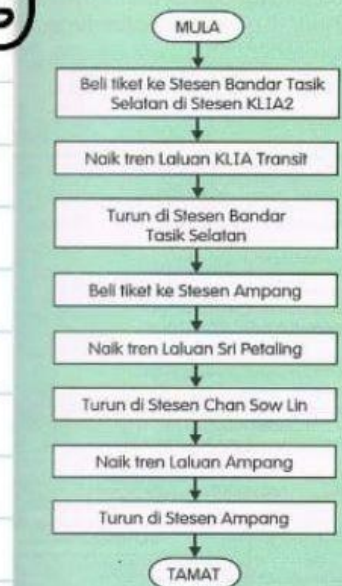 MULA
Beli tiket ke Stesen Bandar Tasik
Selatan di Stesen KLIA2
Naik tren Laluan KLIA Transit
Turun di Stesen Bandar
Tasik Selatan
Beli tiket ke Stesen Ampang
Naik tren Laluan Sri Petaling
Turun di Stesen Chan Sow Lin
Naik tren Laluan Ampang
Turun di Stesen Ampang
TAMAT